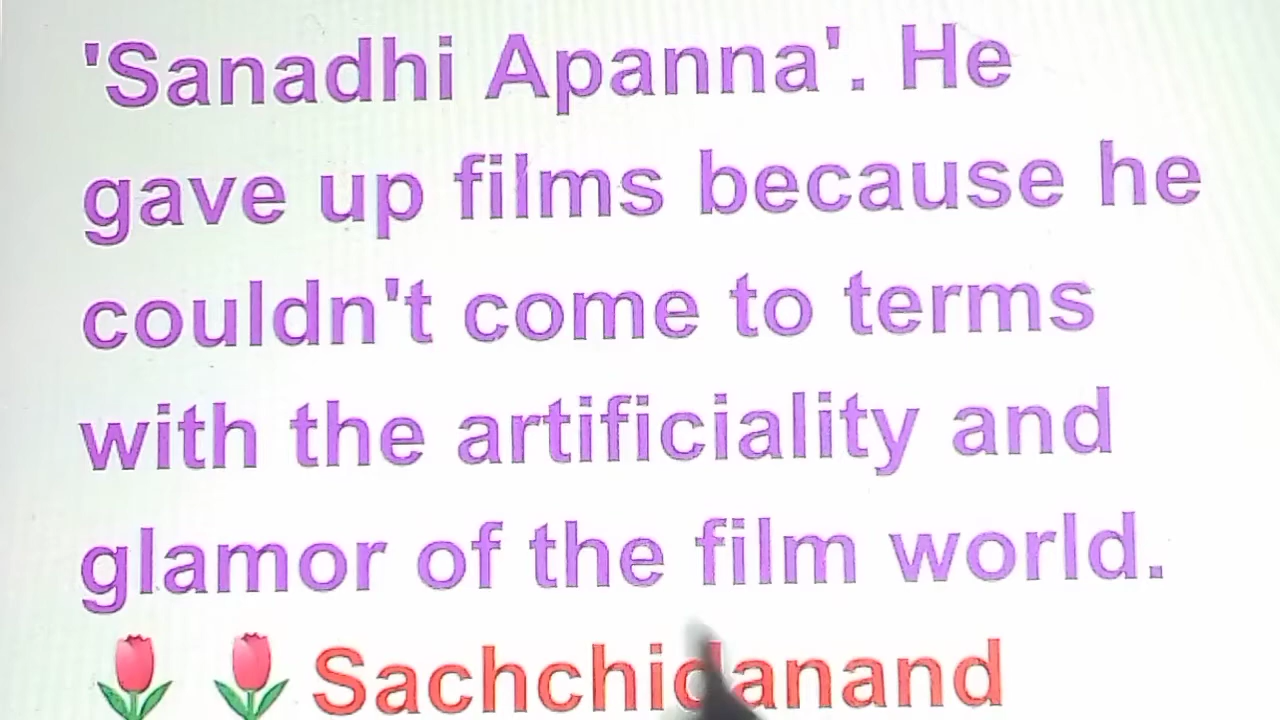 'Sanadhi Apanna'. He
gave up films because he
couldn't come to terms
with the artificiality and
glamor of the film world.
Sachchidanand